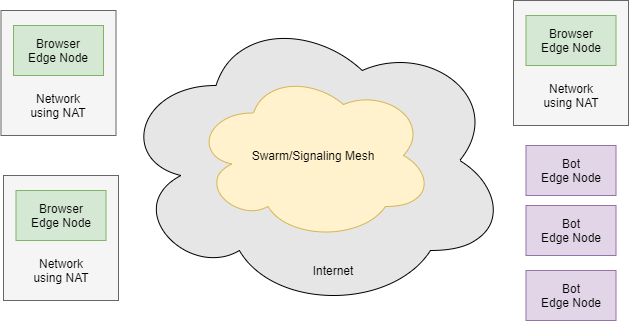 Browser
Edge Node
Network
using NAT
Browser
Edge Node
Network
using NAT
Swarm/Signaling Mesh
Internet
Browser
Edge Node
Network
using NAT
Bot
Edge Node
Bot
Edge Node
Bot
Edge Node